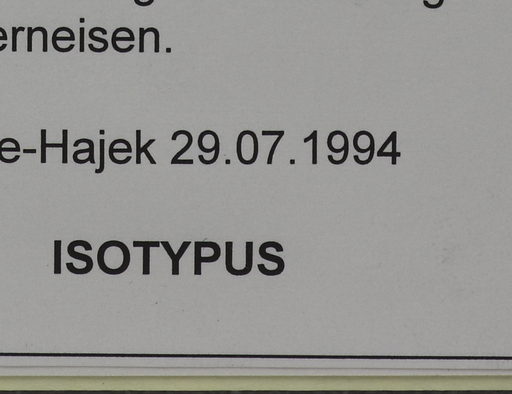 erneisen.
e-Hajek 29.07.1994
ISOTYPUS